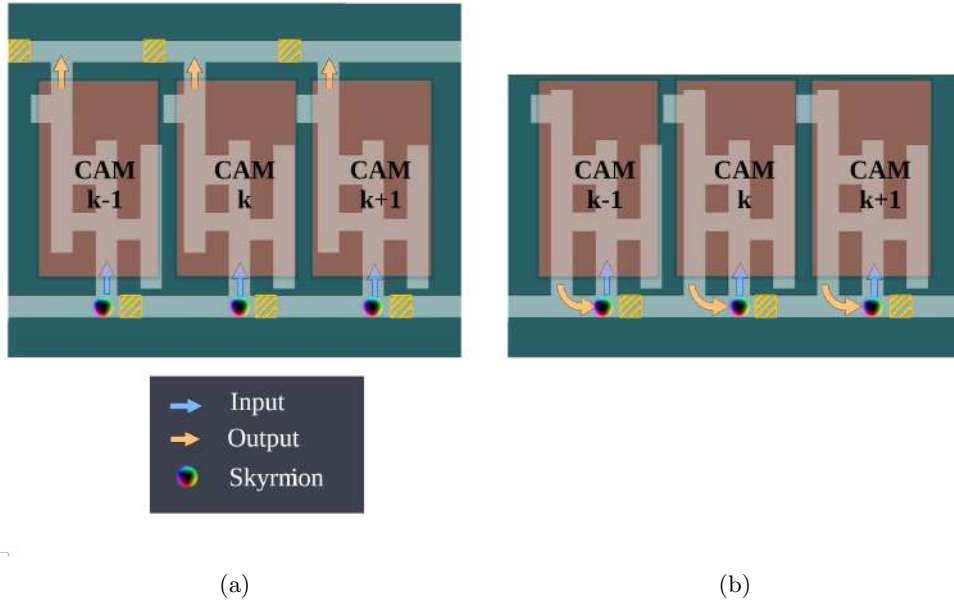 CAM CAM CAM
k-1 k k+1
CAM CAM CAM
k-1 k k+1
Input
Output
Skyrmion
(a) (b)